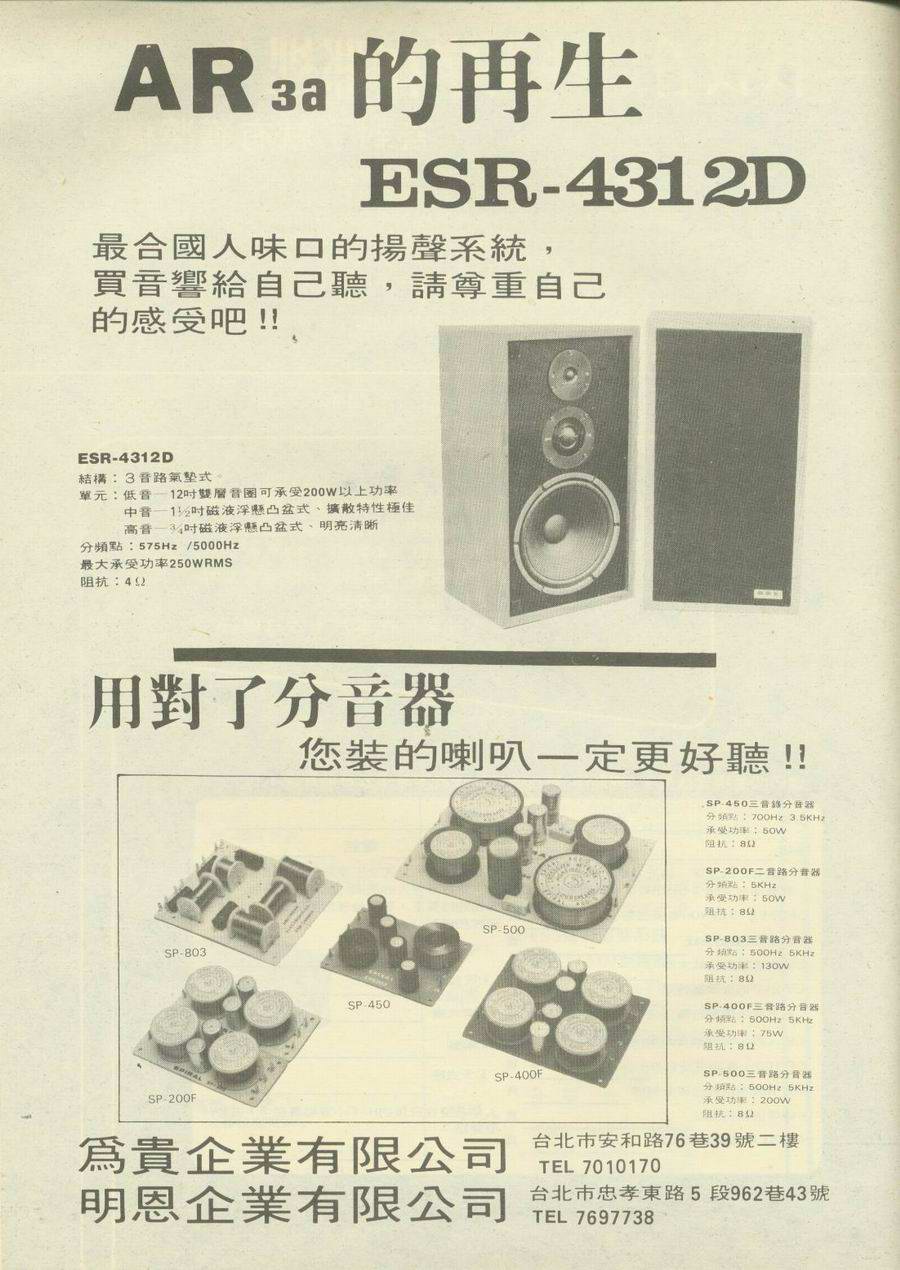 AR 3a 的再生
ESR-4312D
最合國人味口的揚聲系統，
買音響給自己聽，請尊重自己
的感受吧!!
ESR-4312D
結構：3音路氣墊式。
單元：低音—12吋雙層音圈可承受200W以上功率
中音—1½吋磁液浮懸凸盆式、擴散特性極佳
高音—¾吋磁液浮懸凸盆式、明亮清晰
分頻點：575Hz /5000Hz
最大承受功率250WRMS
阻抗：4Ω
用對了分音器
您裝的喇叭一定更好聽!!
SP-803
SP-500
SP-450
SP-200F
SPIRAL
SP-400F
SP-450三音路分音器
分頻點：700Hz 3.5KHz
承受功率：50W
阻抗：8Ω
SP-200F二音路分音器
分頻點：5KHz
承受功率：50W
阻抗：8Ω
SP-803三音路分音器
分頻點：500Hz 5KHz
承受功率：130W
阻抗：8Ω
SP-400F三音路分音器
分頻點：500Hz 5KHz
承受功率：75W
阻抗：8Ω
SP-500三音路分音器
分頻點：500Hz 5KHz
承受功率：200W
阻抗：8Ω
爲貴企業有限公司
台北市安和路76巷39號二樓
TEL 7010170
明恩企業有限公司
台北市忠孝東路5段962巷43號
TEL 7697738